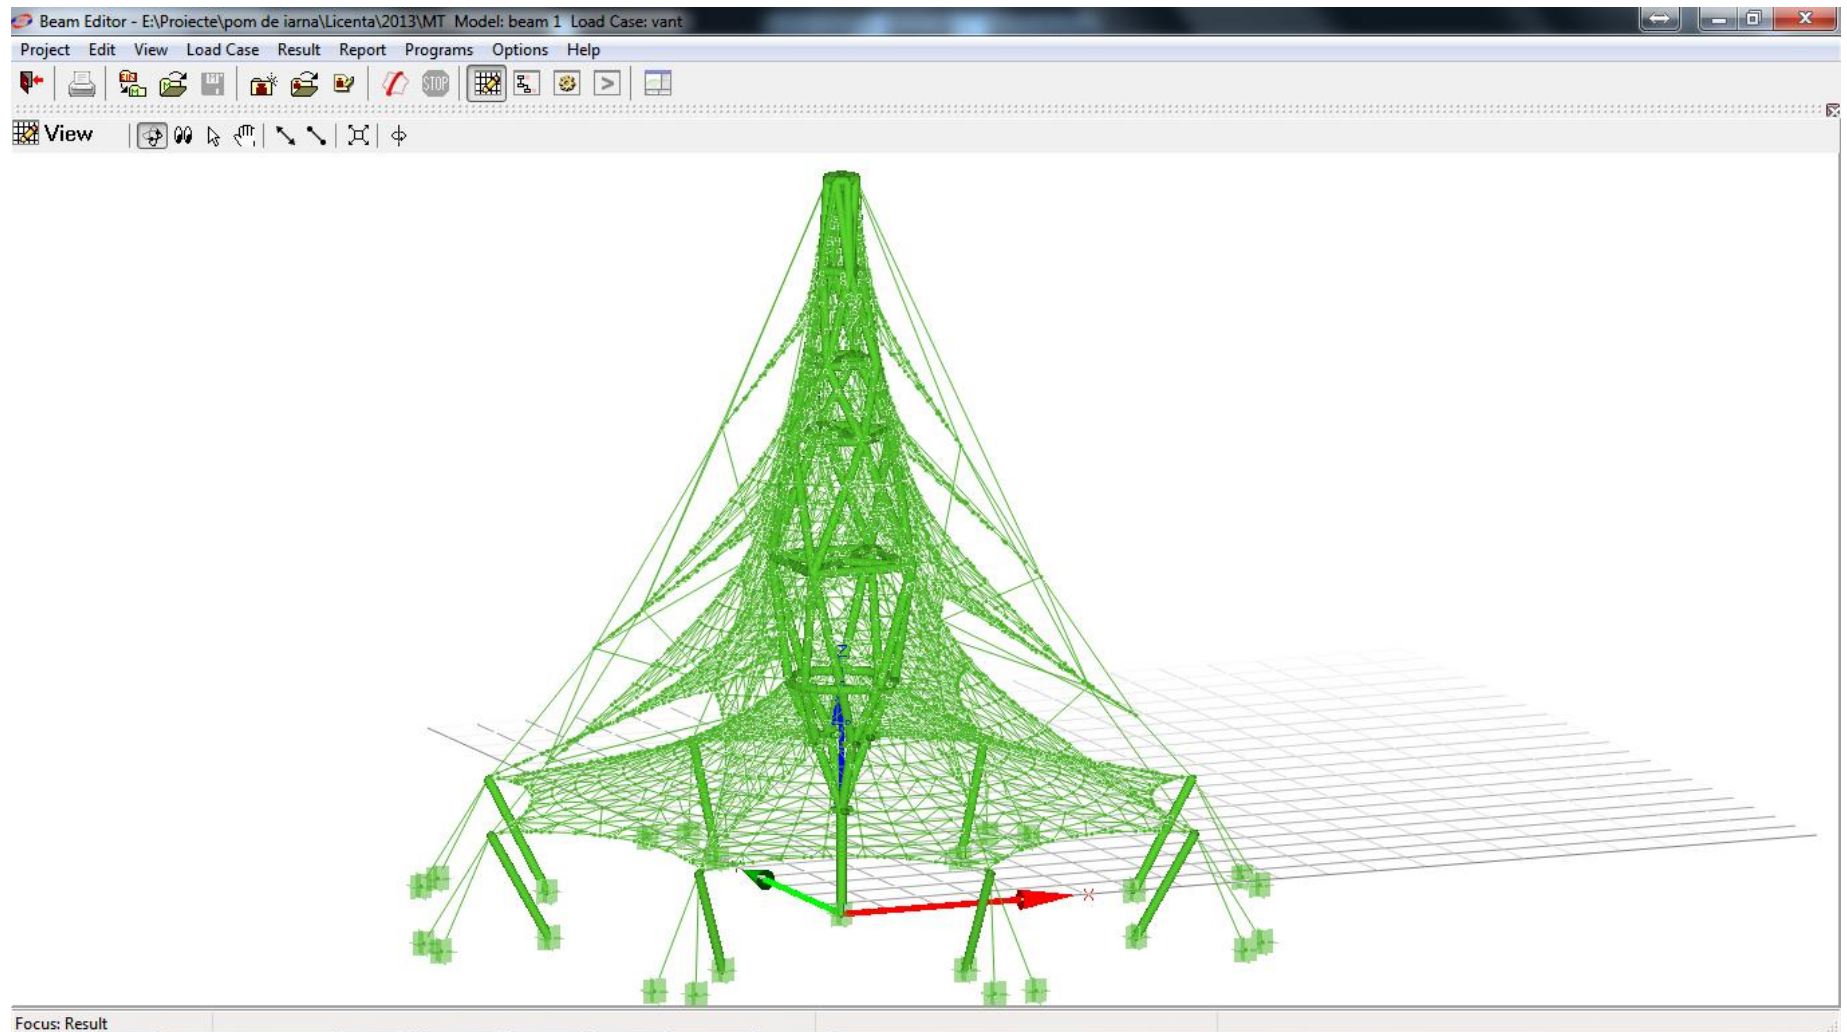 Beam Editor - E:\Proiecte\pom de iarna\Licenta\2013\MT Model: beam 1 Load Case: vant
Project Edit View Load Case Result Report Programs Options Help
STOP
View
Z
X
Focus: Result